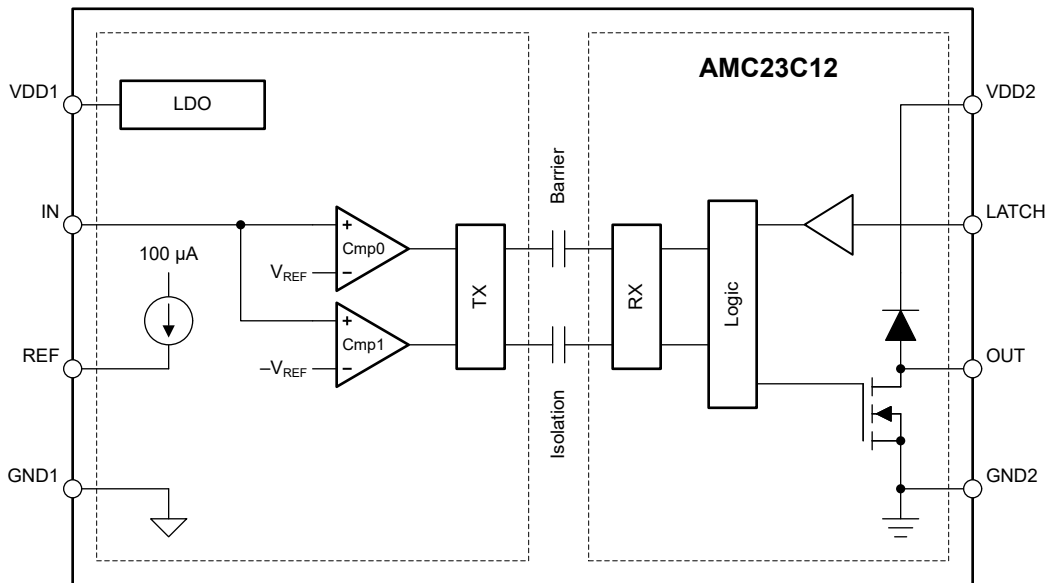 AMC23C12
VDD1
LDO
VDD2
Barrier
IN
LATCH
+
Cmp0
VREF
−
100 µA
TX
RX
Logic
+
Cmp1
−VREF
−
REF
OUT
Isolation
GND1
GND2